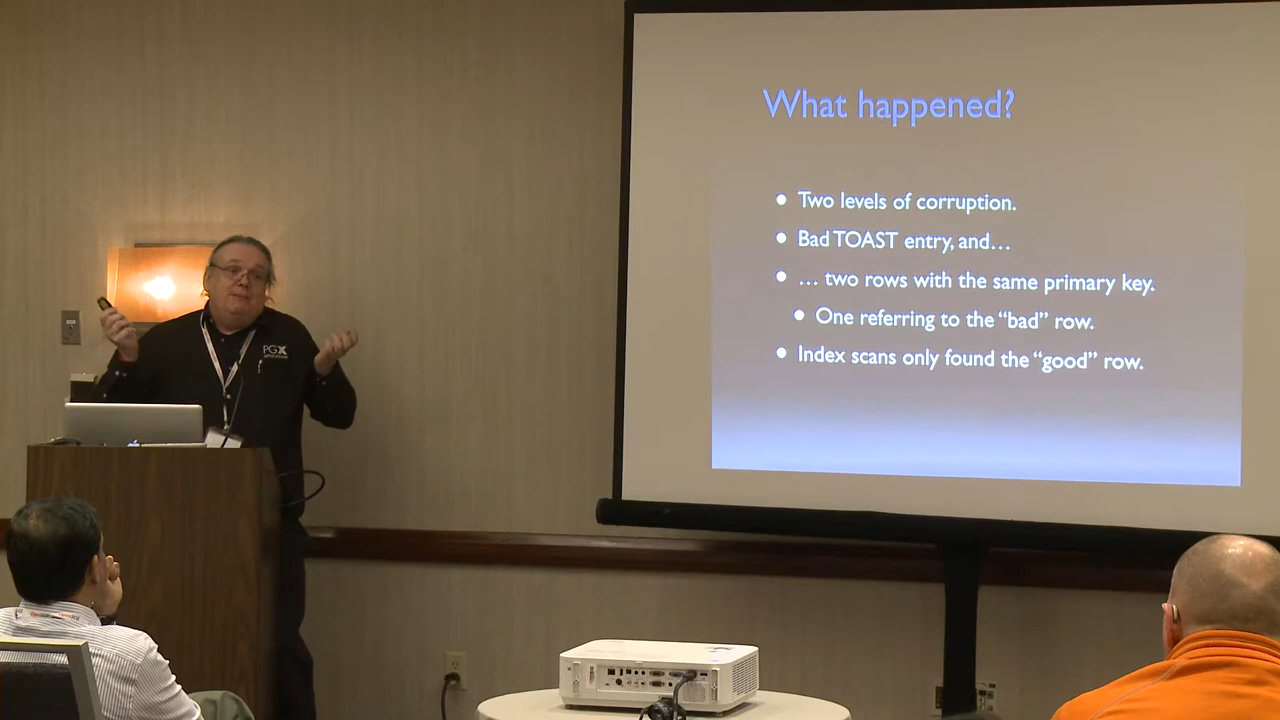 What happened?
• Two levels of corruption.
• Bad TOAST entry, and…
• … two rows with the same primary key.
• One referring to the “bad” row.
• Index scans only found the “good” row.
PGX